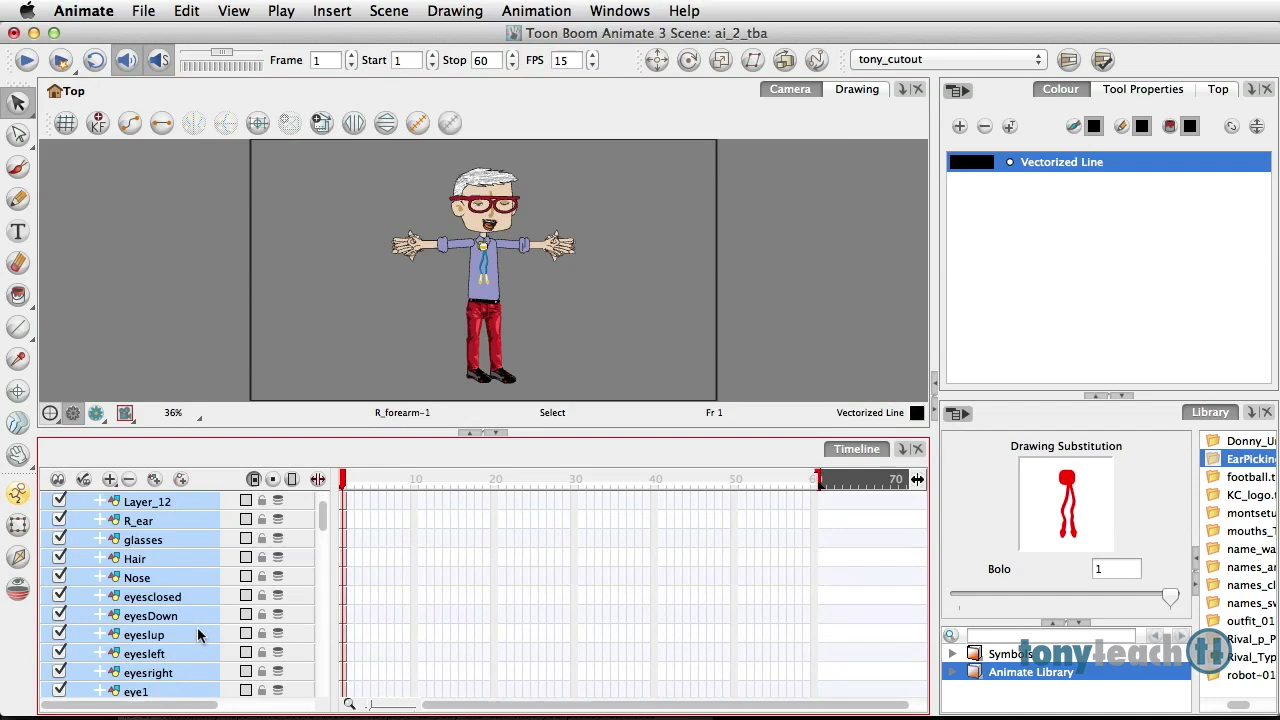 Animate File Edit View Play Insert Scene Drawing Animation Windows Help
Toon Boom Animate 3 Scene: ai_2_tba
Frame 1 Start 1 Stop 60 FPS 15 tony_cutout
Top Camera Drawing
Colour Tool Properties Top
Vectorized Line
36% R_forearm-1 Select Fr 1 Vectorized Line
Library
Timeline
10 20 30 40 50 60 70
Layer_12
R_ear
glasses
Hair
Nose
eyesclosed
eyesDown
eyeslup
eyesleft
eyesright
eye1
Drawing Substitution
Bolo 1
Donny_U
EarPickin
football.t
KC_logo.t
montsetu
mouths_T
name_wa
names_ar
names_cl
names_sv
outfit_01
Rival_p_P
Rival_Typ
robot-01
Symbols
Animate Library
tonyteach